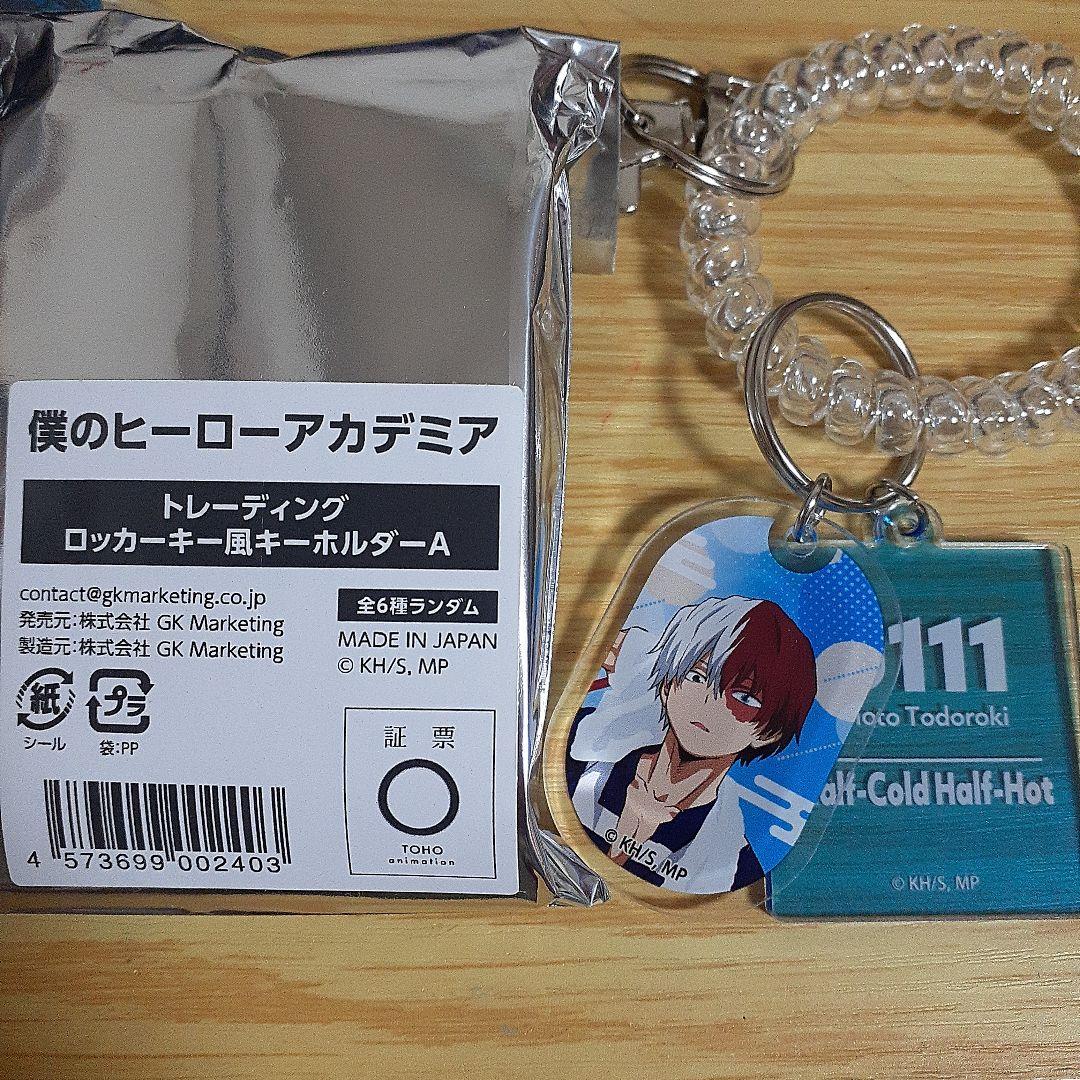 僕のヒーローアカデミア
トレーディング
ロッカーキー風キーホルダーA
contact@gkmarketing.co.jp
発売元:株式会社 GK Marketing
製造元:株式会社 GK Marketing
全6種ランダム
MADE IN JAPAN
© KH/S, MP
紙
シール
プラ
袋:PP
証 票
TOHO
animation
4 573699 002403
© KH/S, MP
111
Todoroki
Half-Cold Half-Hot
© KH/S, MP